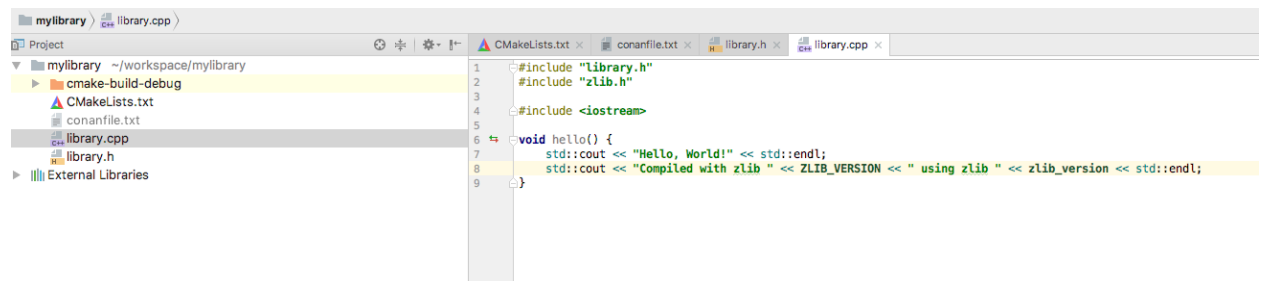 mylibrary library.cpp
Project
CMakeLists.txt conanfile.txt library.h library.cpp
mylibrary ~/workspace/mylibrary
cmake-build-debug
CMakeLists.txt
conanfile.txt
library.cpp
library.h
External Libraries
1 #include "library.h"
2 #include "zlib.h"
3
4 #include <iostream>
5
6 void hello() {
7 std::cout << "Hello, World!" << std::endl;
8 std::cout << "Compiled with zlib " << ZLIB_VERSION << " using zlib " << zlib_version << std::endl;
9 }